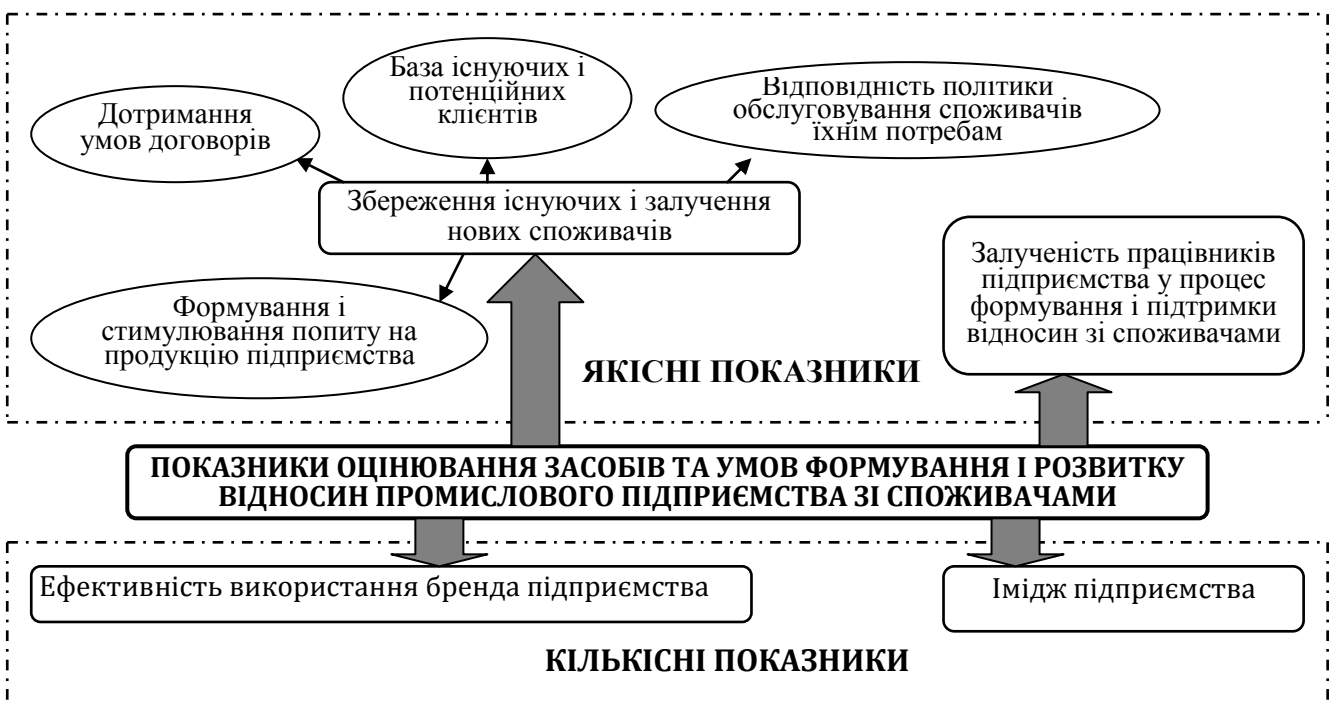 База існуючих і
потенційних
клієнтів
Відповідність політики
обслуговування споживачів
їхнім потребам
Дотримання
умов договорів
Збереження існуючих і залучення
нових споживачів
Залученість працівників
підприємства у процес
формування і підтримки
відносин зі споживачами
Формування і
стимулювання попиту на
продукцію підприємства
ЯКІСНІ ПОКАЗНИКИ
ПОКАЗНИКИ ОЦІНЮВАННЯ ЗАСОБІВ ТА УМОВ ФОРМУВАННЯ І РОЗВИТКУ
ВІДНОСИН ПРОМИСЛОВОГО ПІДПРИЄМСТВА ЗІ СПОЖИВАЧАМИ
Ефективність використання бренда підприємства
Імідж підприємства
КІЛЬКІСНІ ПОКАЗНИКИ